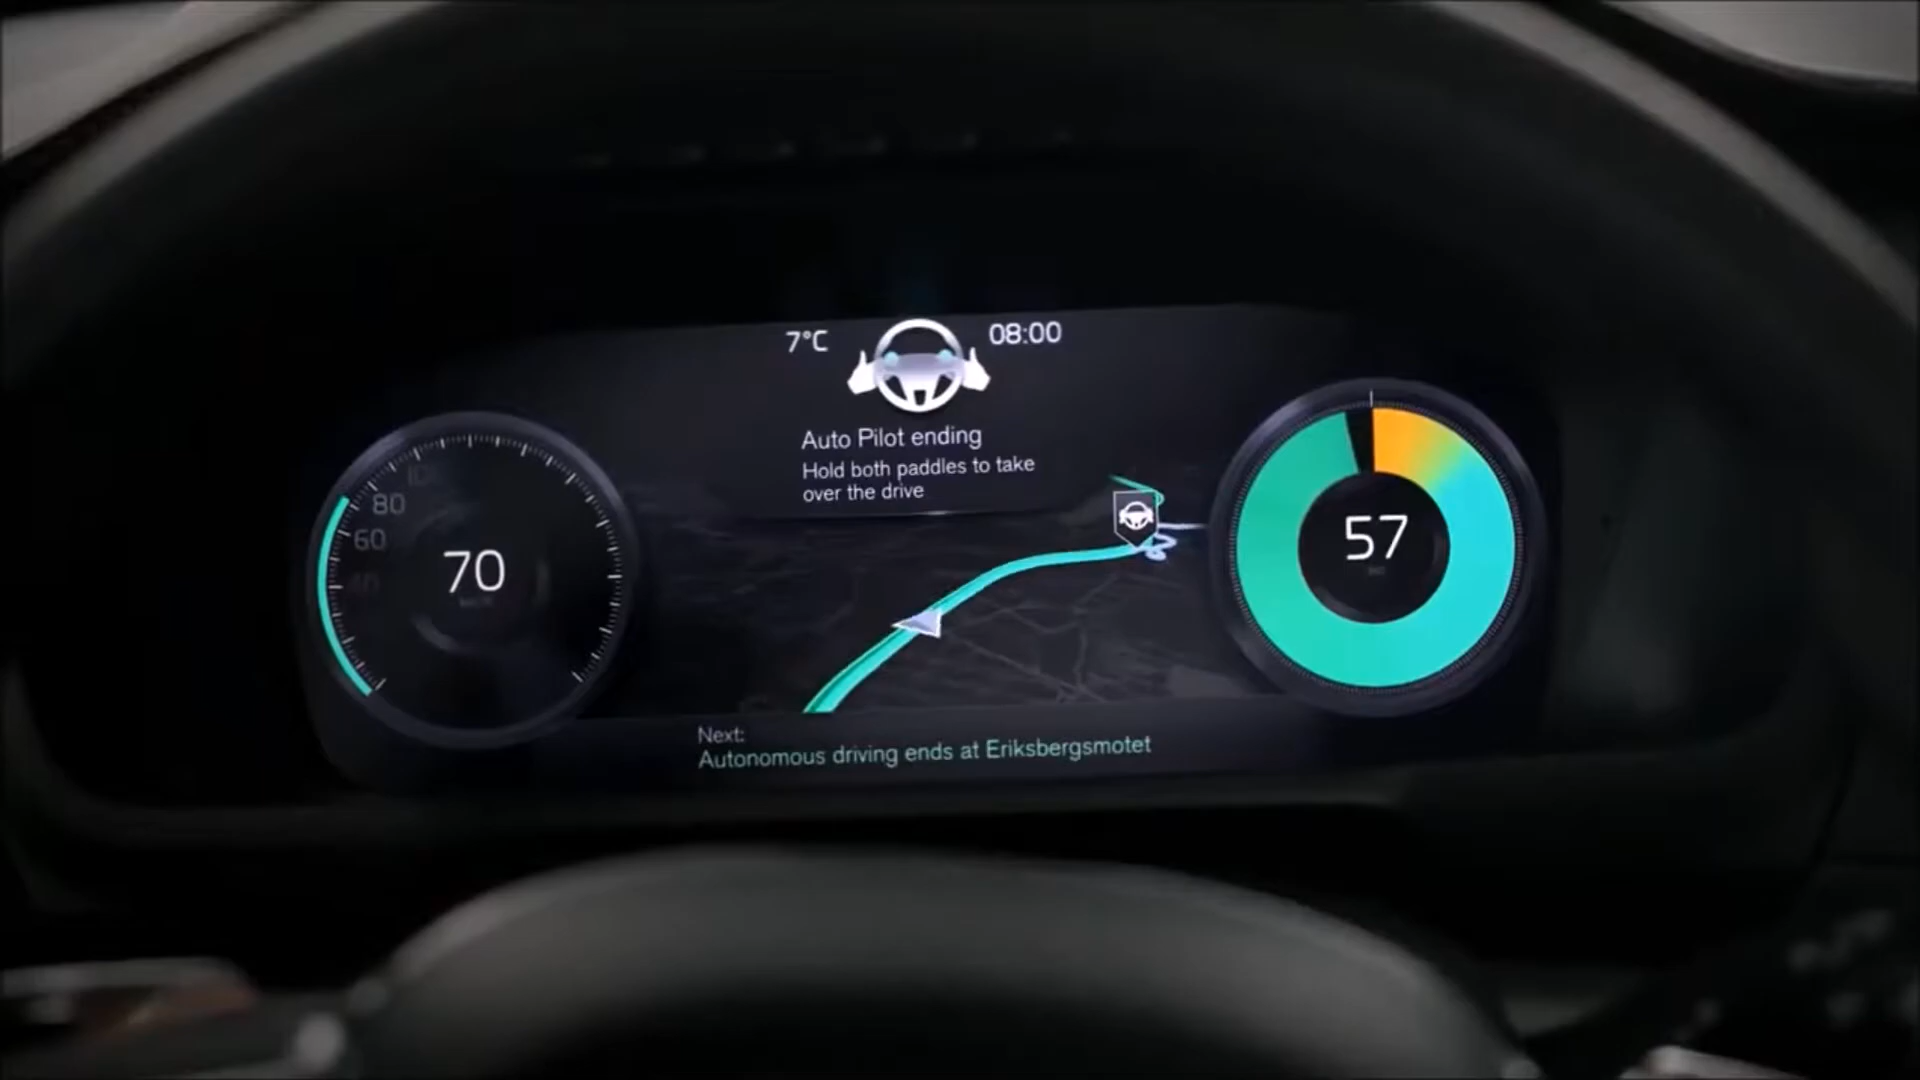 7°C
08:00
Auto Pilot ending
Hold both paddles to take
over the drive
80
60
70
57
Next:
Autonomous driving ends at Eriksbergsmotet